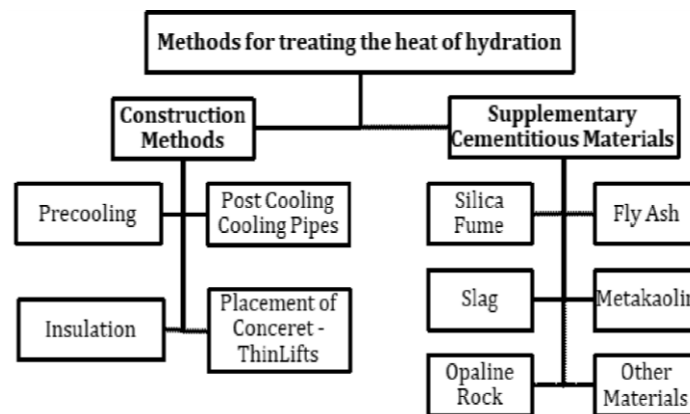 Methods for treating the heat of hydration
Construction
Methods
Supplementary
Cementitious Materials
Precooling
Post Cooling
Cooling Pipes
Silica
Fume
Fly Ash
Insulation
Placement of
Conceret -
ThinLifts
Slag
Metakaolin
Opaline
Rock
Other
Materials